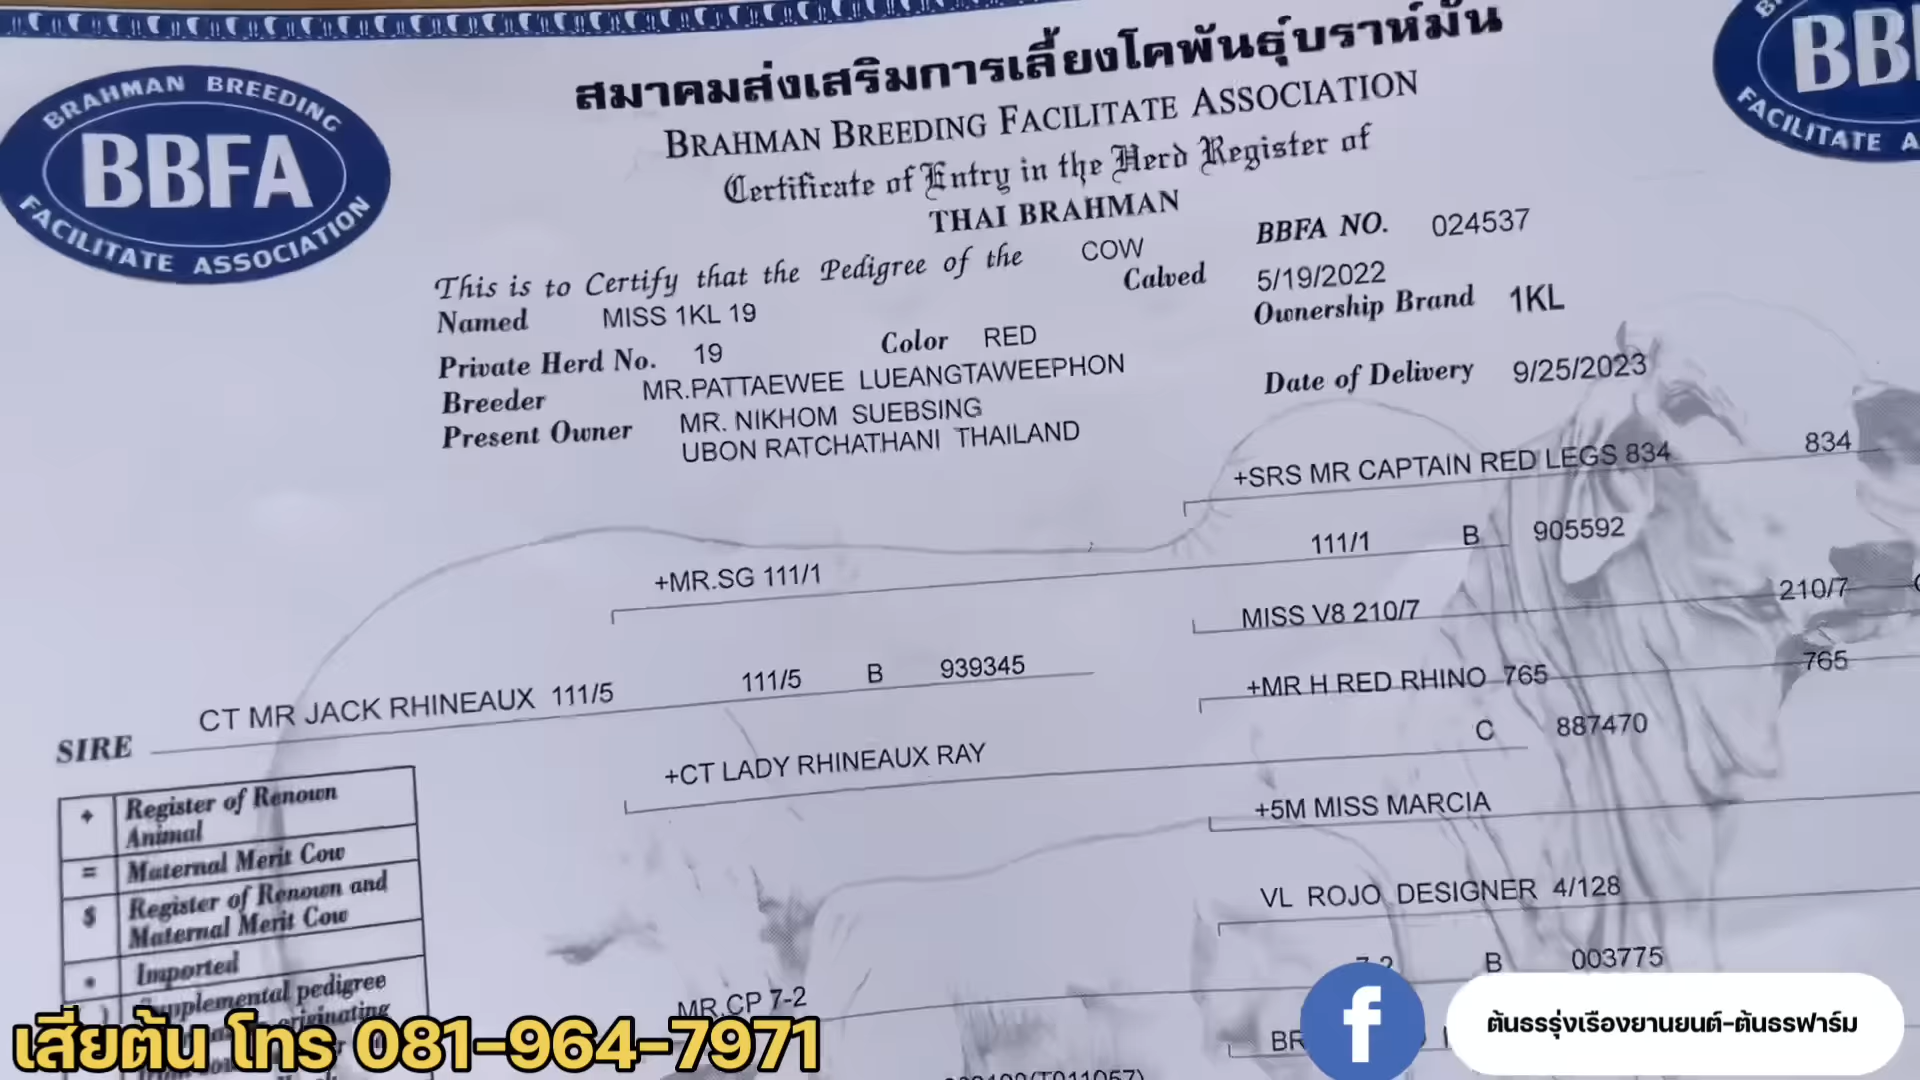 สมาคมส่งเสริมการเลี้ยงโคพันธุ์บราห์มัน
BRAHMAN BREEDING FACILITATE ASSOCIATION
Certificate of Entry in the Herd Register of
THAI BRAHMAN
BRAHMAN BREEDING
BBFA
FACILITATE ASSOCIATION
FACILITATE
This is to Certify that the Pedigree of the COW BBFA NO. 024537
Named MISS 1KL 19 Calved 5/19/2022
Private Herd No. 19 Color RED Ownership Brand 1KL
Breeder MR.PATTAEWEE LUEANGTAWEEPHON Date of Delivery 9/25/2023
Present Owner MR. NIKHOM SUEBSING
UBON RATCHATHANI THAILAND
+SRS MR CAPTAIN RED LEGS 834 834
+MR.SG 111/1 111/1 B 905592
MISS V8 210/7 210/7
SIRE CT MR JACK RHINEAUX 111/5 111/5 B 939345
+MR H RED RHINO 765 765
+CT LADY RHINEAUX RAY C 887470
+5M MISS MARCIA
VL ROJO DESIGNER 4/128
MR.CP 7-2 7-2 B 003775
BR
+ Register of Renown
Animal
= Maternal Merit Cow
$ Register of Renown and
Maternal Merit Cow
• Imported
Supplemental pedigree
originating
เสียต้น โทร 081-964-7971
f ต้นธรรุ่งเรืองยานยนต์-ต้นธรฟาร์ม